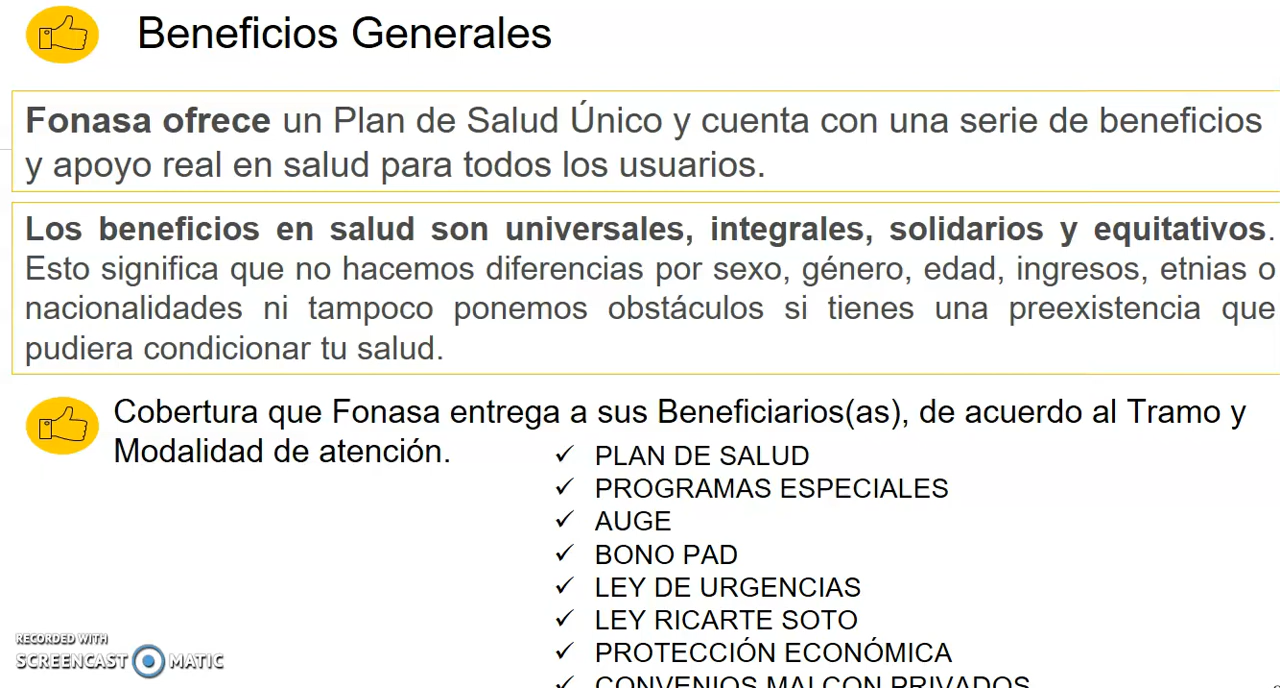 Beneficios Generales
Fonasa ofrece un Plan de Salud Único y cuenta con una serie de beneficios
y apoyo real en salud para todos los usuarios.
Los beneficios en salud son universales, integrales, solidarios y equitativos.
Esto significa que no hacemos diferencias por sexo, género, edad, ingresos, etnias o
nacionalidades ni tampoco ponemos obstáculos si tienes una preexistencia que
pudiera condicionar tu salud.
Cobertura que Fonasa entrega a sus Beneficiarios(as), de acuerdo al Tramo y
Modalidad de atención.
✓ PLAN DE SALUD
✓ PROGRAMAS ESPECIALES
✓ AUGE
✓ BONO PAD
✓ LEY DE URGENCIAS
✓ LEY RICARTE SOTO
✓ PROTECCIÓN ECONÓMICA
✓ CONVENIOS MAI CON PRIVADOS
RECORDED WITH
SCREENCAST MATIC